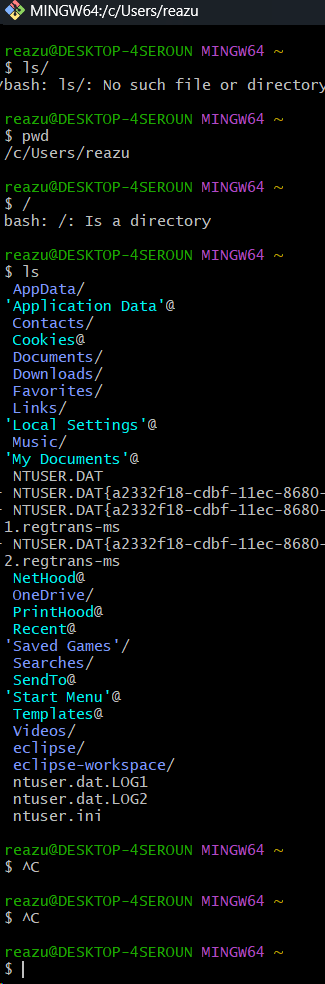 MINGW64:/c/Users/reazu
reazu@DESKTOP-4SEROUN MINGW64 ~
$ ls/
/bash: ls/: No such file or directory
reazu@DESKTOP-4SEROUN MINGW64 ~
$ pwd
/c/Users/reazu
reazu@DESKTOP-4SEROUN MINGW64 ~
$ /
bash: /: Is a directory
reazu@DESKTOP-4SEROUN MINGW64 ~
$ ls
AppData/
'Application Data'@
Contacts/
Cookies@
Documents/
Downloads/
Favorites/
Links/
'Local Settings'@
Music/
'My Documents'@
NTUSER.DAT
NTUSER.DAT{a2332f18-cdbf-11ec-8680-
NTUSER.DAT{a2332f18-cdbf-11ec-8680-
1.regtrans-ms
NTUSER.DAT{a2332f18-cdbf-11ec-8680-
2.regtrans-ms
NetHood@
OneDrive/
PrintHood@
Recent@
'Saved Games'/
Searches/
SendTo@
'Start Menu'@
Templates@
Videos/
eclipse/
eclipse-workspace/
ntuser.dat.LOG1
ntuser.dat.LOG2
ntuser.ini
reazu@DESKTOP-4SEROUN MINGW64 ~
$ ^C
reazu@DESKTOP-4SEROUN MINGW64 ~
$ ^C
reazu@DESKTOP-4SEROUN MINGW64 ~
$